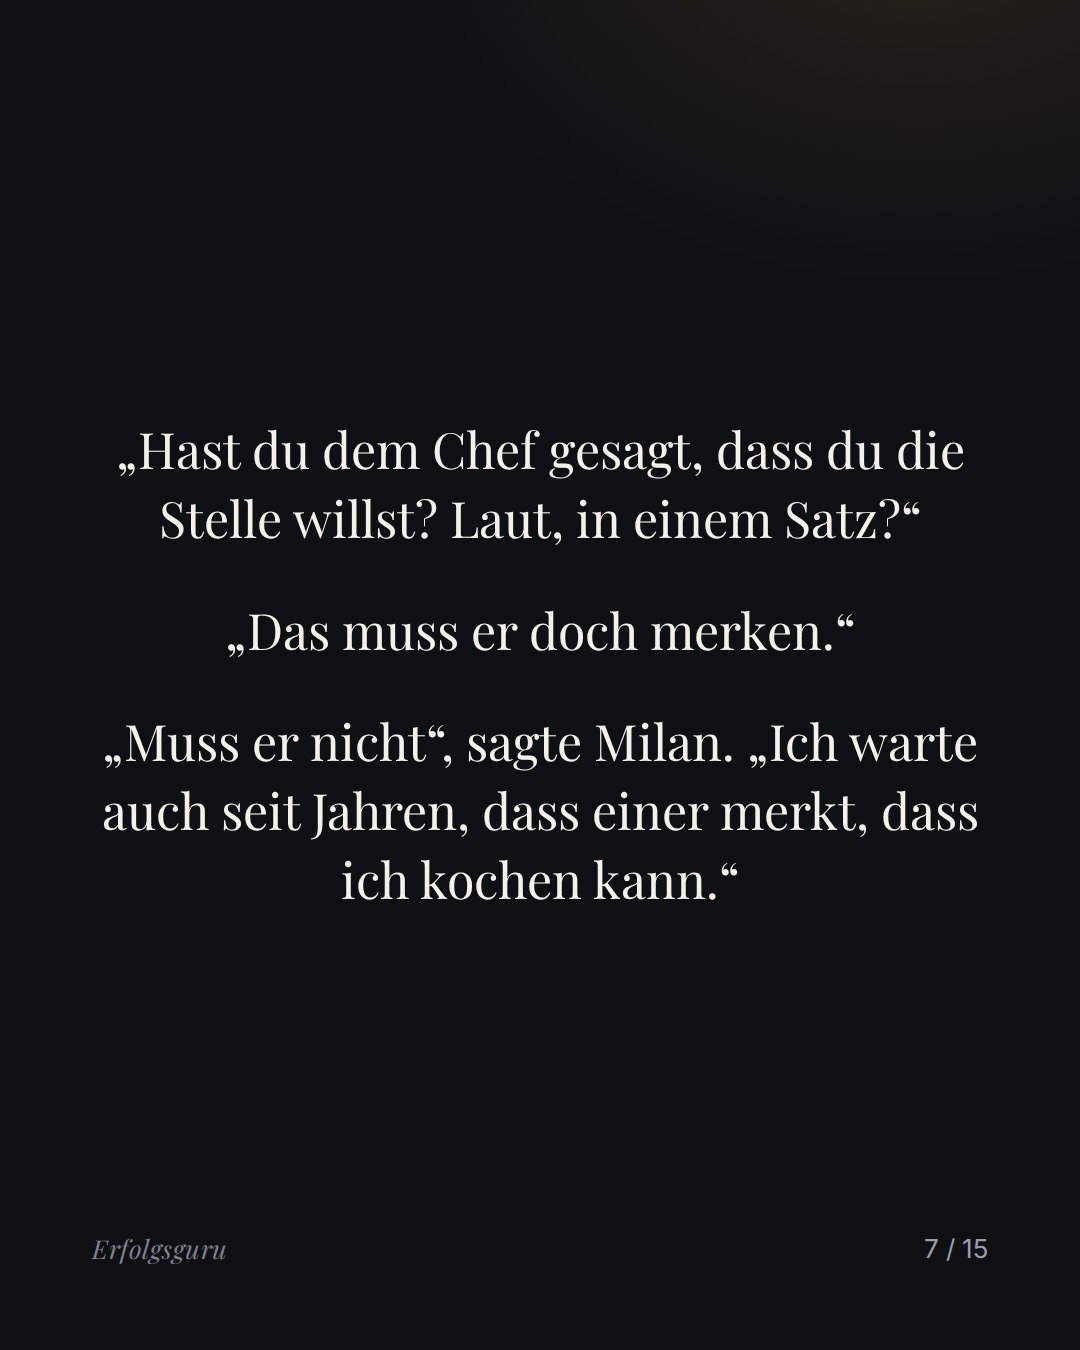 „Hast du dem Chef gesagt, dass du die
Stelle willst? Laut, in einem Satz?“
„Das muss er doch merken.“
„Muss er nicht“, sagte Milan. „Ich warte
auch seit Jahren, dass einer merkt, dass
ich kochen kann.“
Erfolgsguru
7 / 15